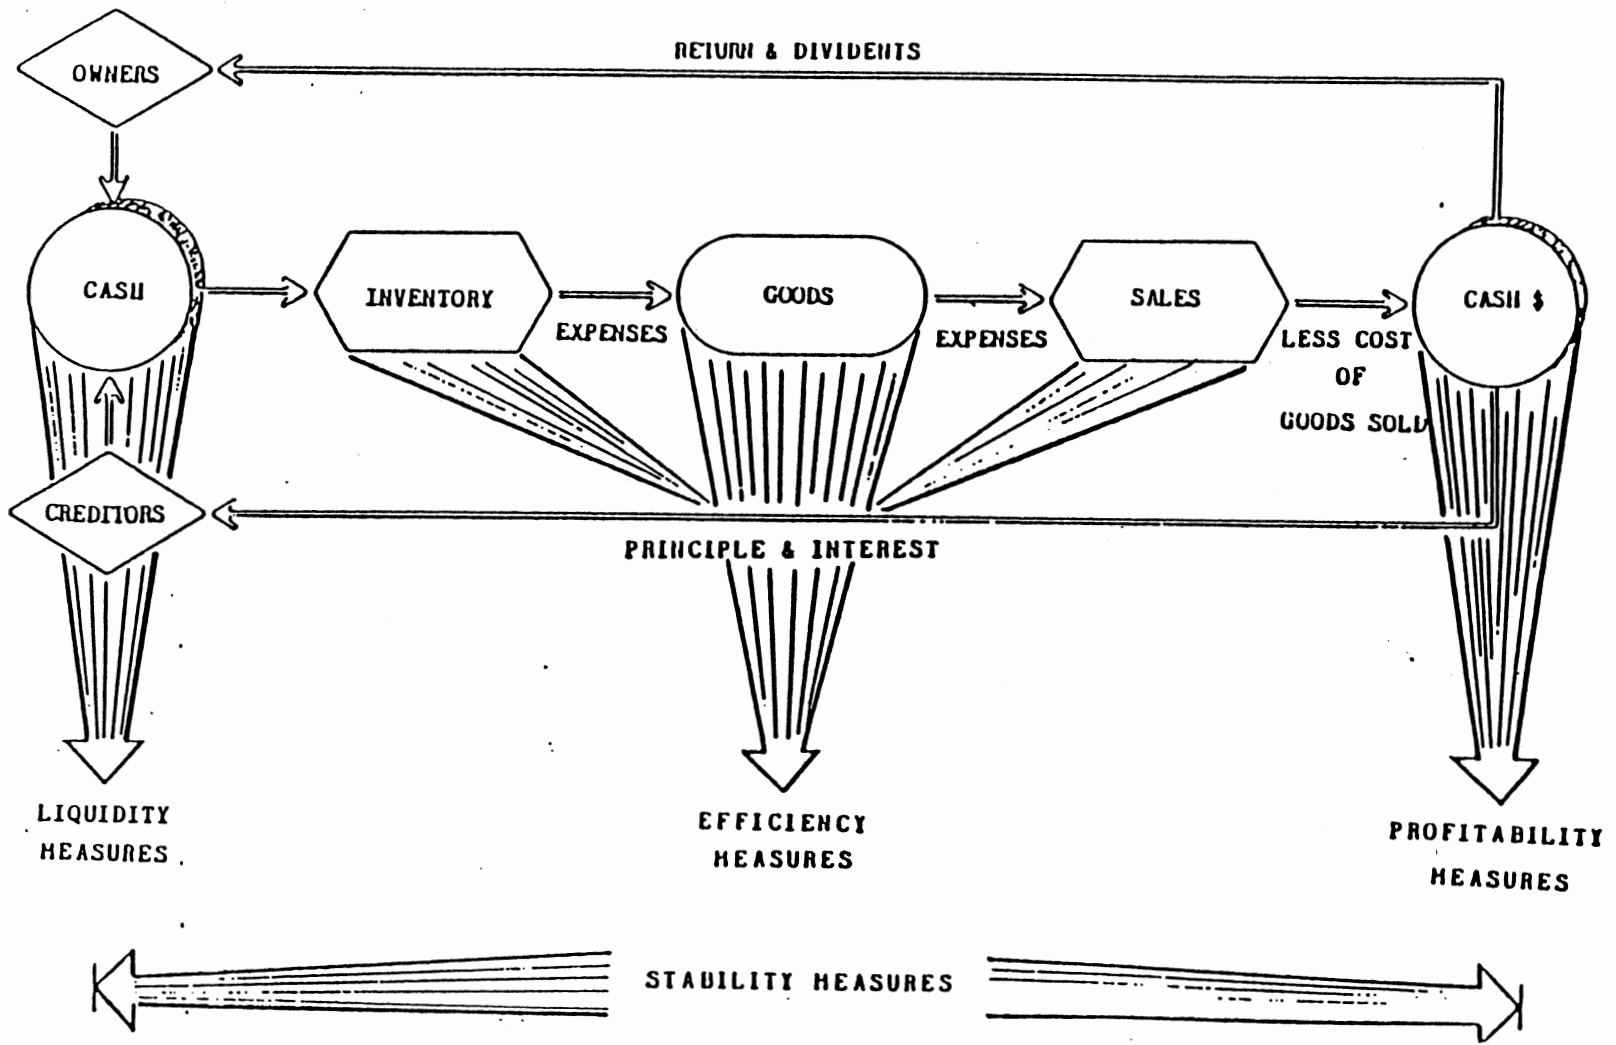 RETURN & DIVIDENTS
OWNERS
CASH
INVENTORY
EXPENSES
GOODS
EXPENSES
SALES
LESS COST
OF
GOODS SOLD
CASH $
CREDITORS
PRINCIPLE & INTEREST
LIQUIDITY
MEASURES
EFFICIENCY
MEASURES
PROFITABILITY
MEASURES
STABILITY MEASURES